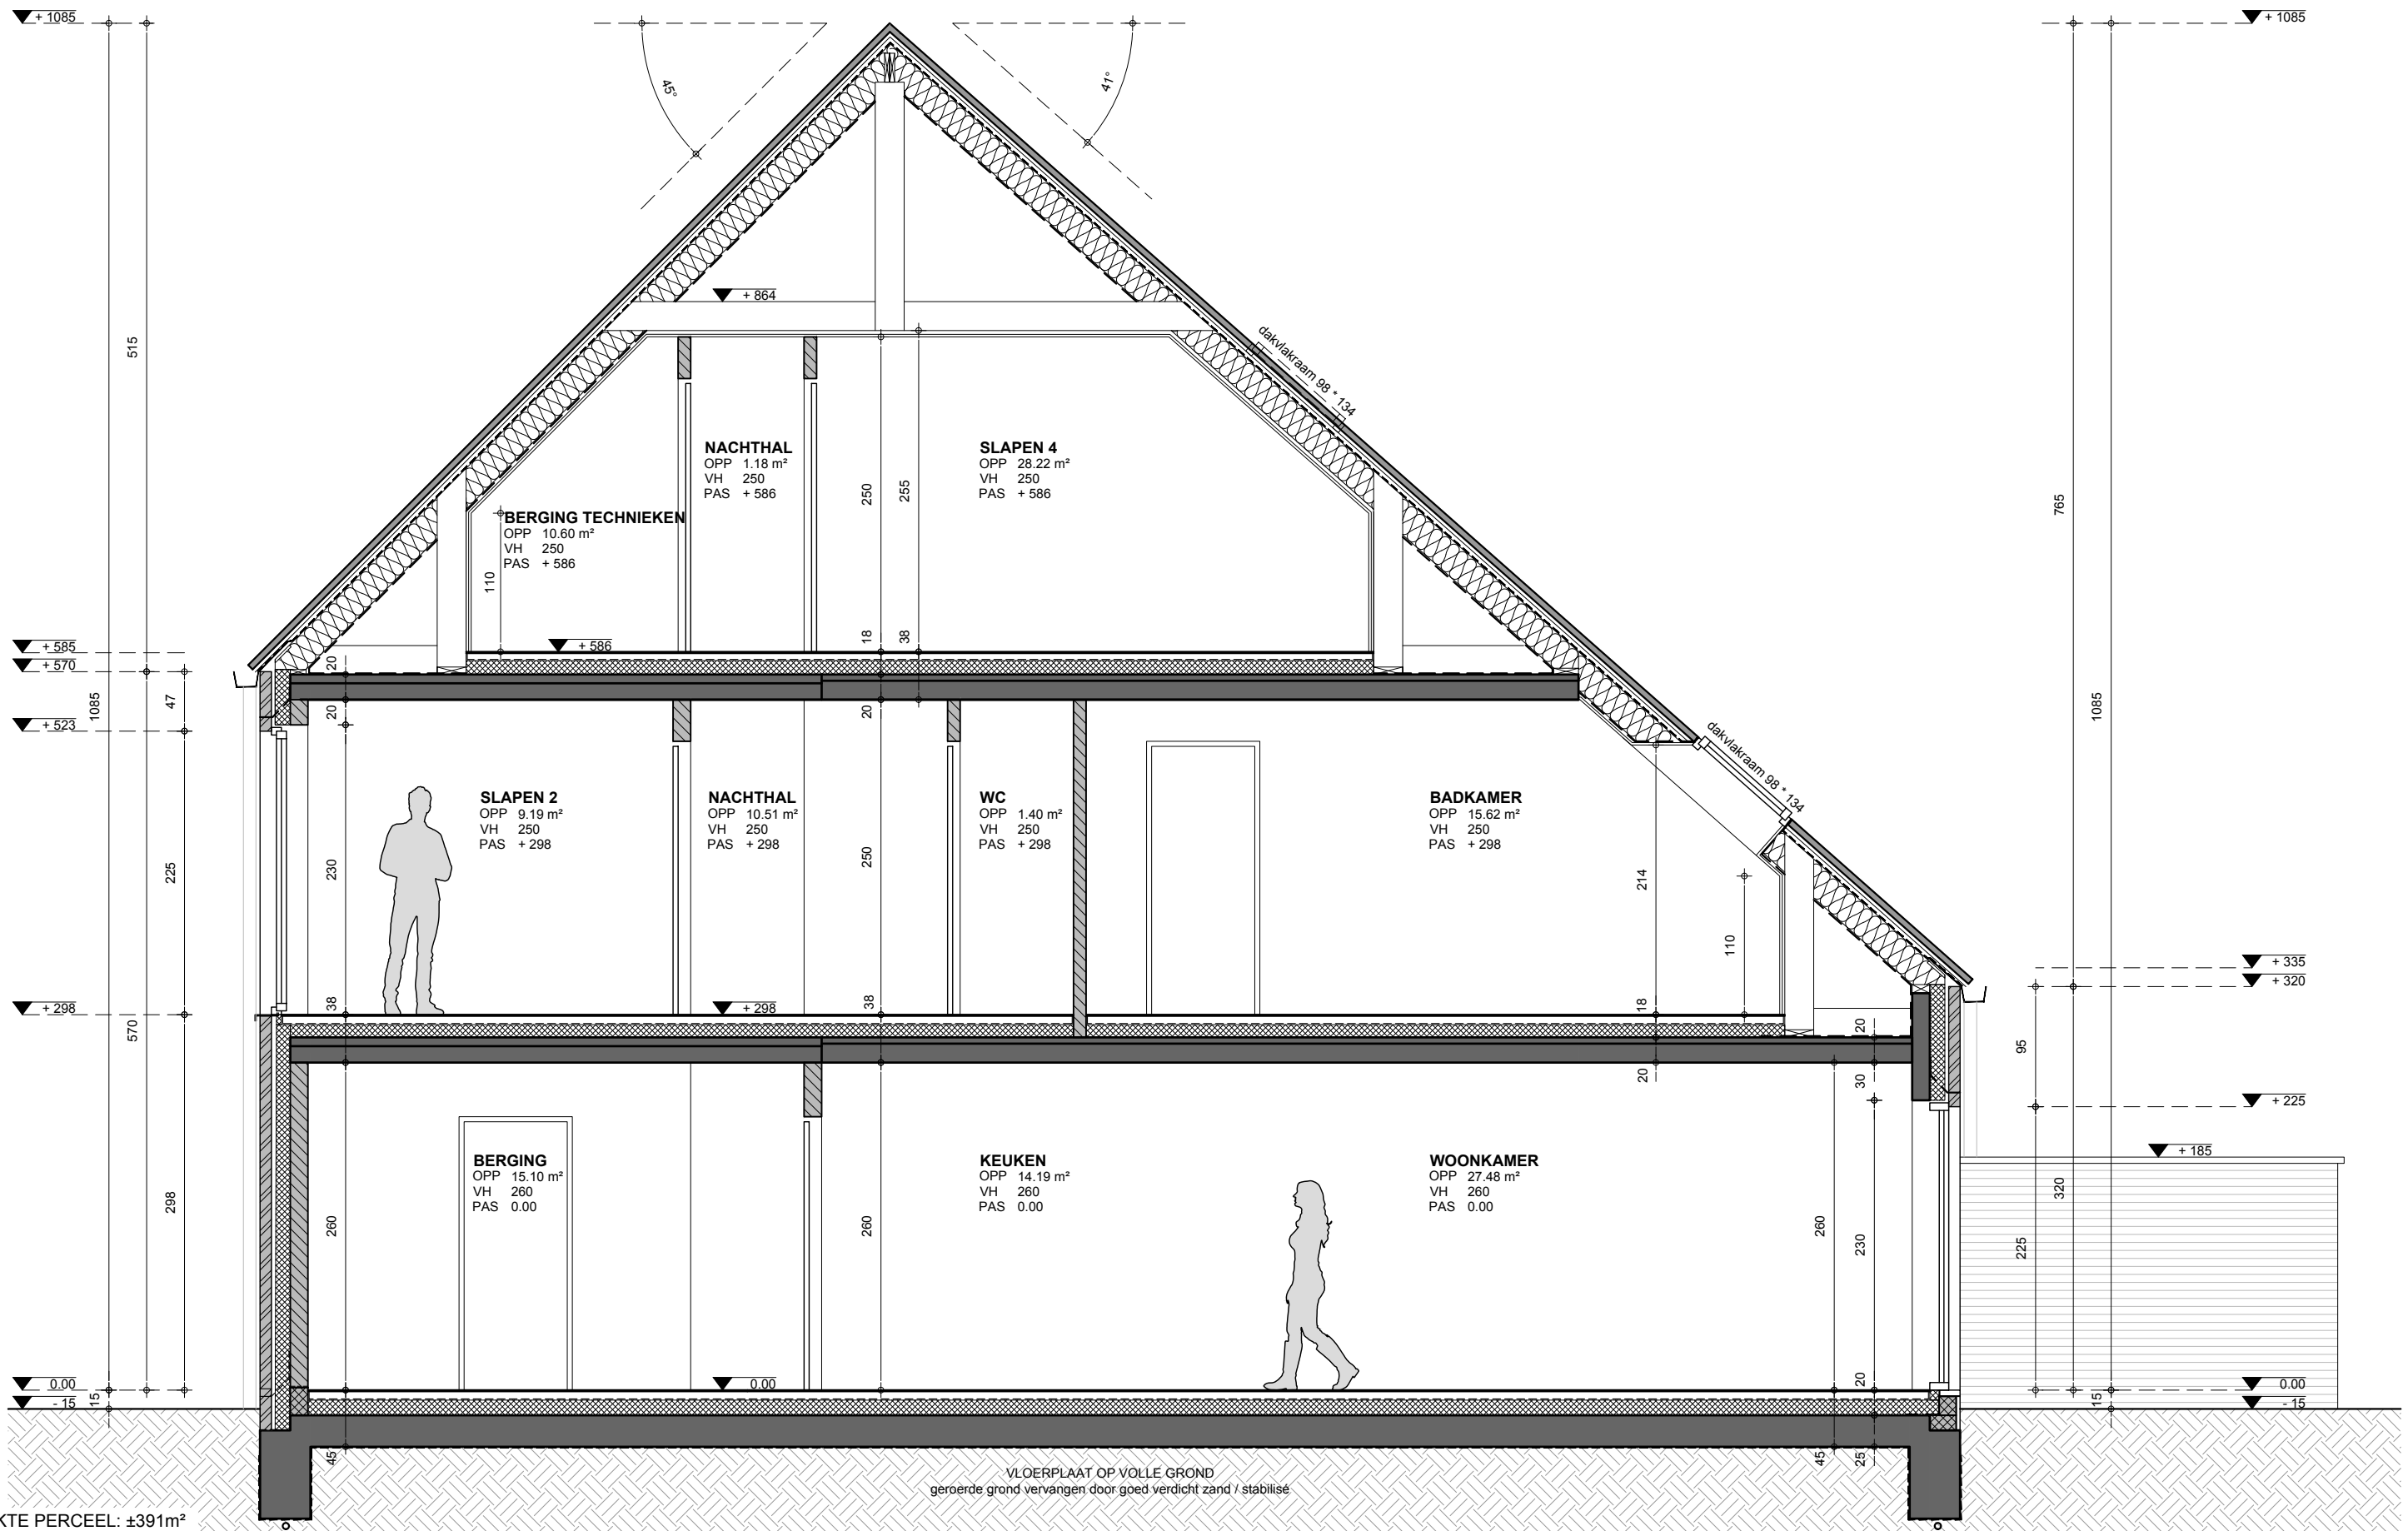 + 1085
+ 1085
45°
41°
515
+ 864
dakvlakraam 98 * 134
NACHTHAL
OPP 1.18 m²
VH 250
PAS + 586
SLAPEN 4
OPP 28.22 m²
VH 250
PAS + 586
250
255
765
BERGING TECHNIEKEN
OPP 10.60 m²
VH 250
PAS + 586
110
+ 585
+ 586
18
38
+ 570
20
1085
47
20
20
1085
+ 523
dakvlakraam 98 * 134
SLAPEN 2
OPP 9.19 m²
VH 250
PAS + 298
NACHTHAL
OPP 10.51 m²
VH 250
PAS + 298
WC
OPP 1.40 m²
VH 250
PAS + 298
BADKAMER
OPP 15.62 m²
VH 250
PAS + 298
225
230
250
214
110
+ 335
+ 320
+ 298
38
+ 298
38
18
570
20
95
20
30
+ 225
+ 185
BERGING
OPP 15.10 m²
VH 260
PAS 0.00
KEUKEN
OPP 14.19 m²
VH 260
PAS 0.00
WOONKAMER
OPP 27.48 m²
VH 260
PAS 0.00
298
260
260
260
230
225
320
0.00
0.00
20
0.00
- 15
15
15
- 15
45
45
25
VLOERPLAAT OP VOLLE GROND
geroerde grond vervangen door goed verdicht zand / stabilisé
KTE PERCEEL: ±391m²